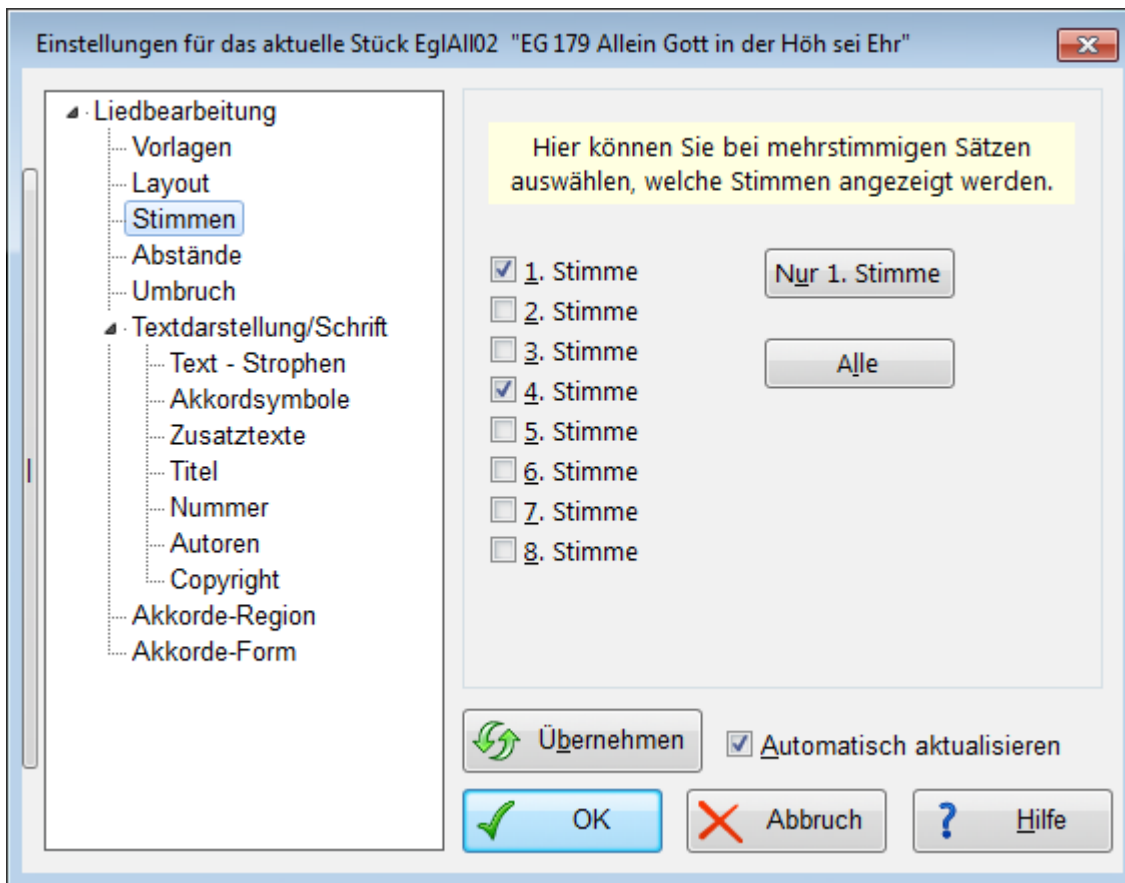 Einstellungen für das aktuelle Stück EglAll02 "EG 179 Allein Gott in der Höh sei Ehr"
Liedbearbeitung
Vorlagen
Layout
Stimmen
Abstände
Umbruch
Textdarstellung/Schrift
Text - Strophen
Akkordsymbole
Zusatztexte
Titel
Nummer
Autoren
Copyright
Akkorde-Region
Akkorde-Form
Hier können Sie bei mehrstimmigen Sätzen
auswählen, welche Stimmen angezeigt werden.
1. Stimme
2. Stimme
3. Stimme
4. Stimme
5. Stimme
6. Stimme
7. Stimme
8. Stimme
Nur 1. Stimme
Alle
Übernehmen
Automatisch aktualisieren
OK
Abbruch
Hilfe